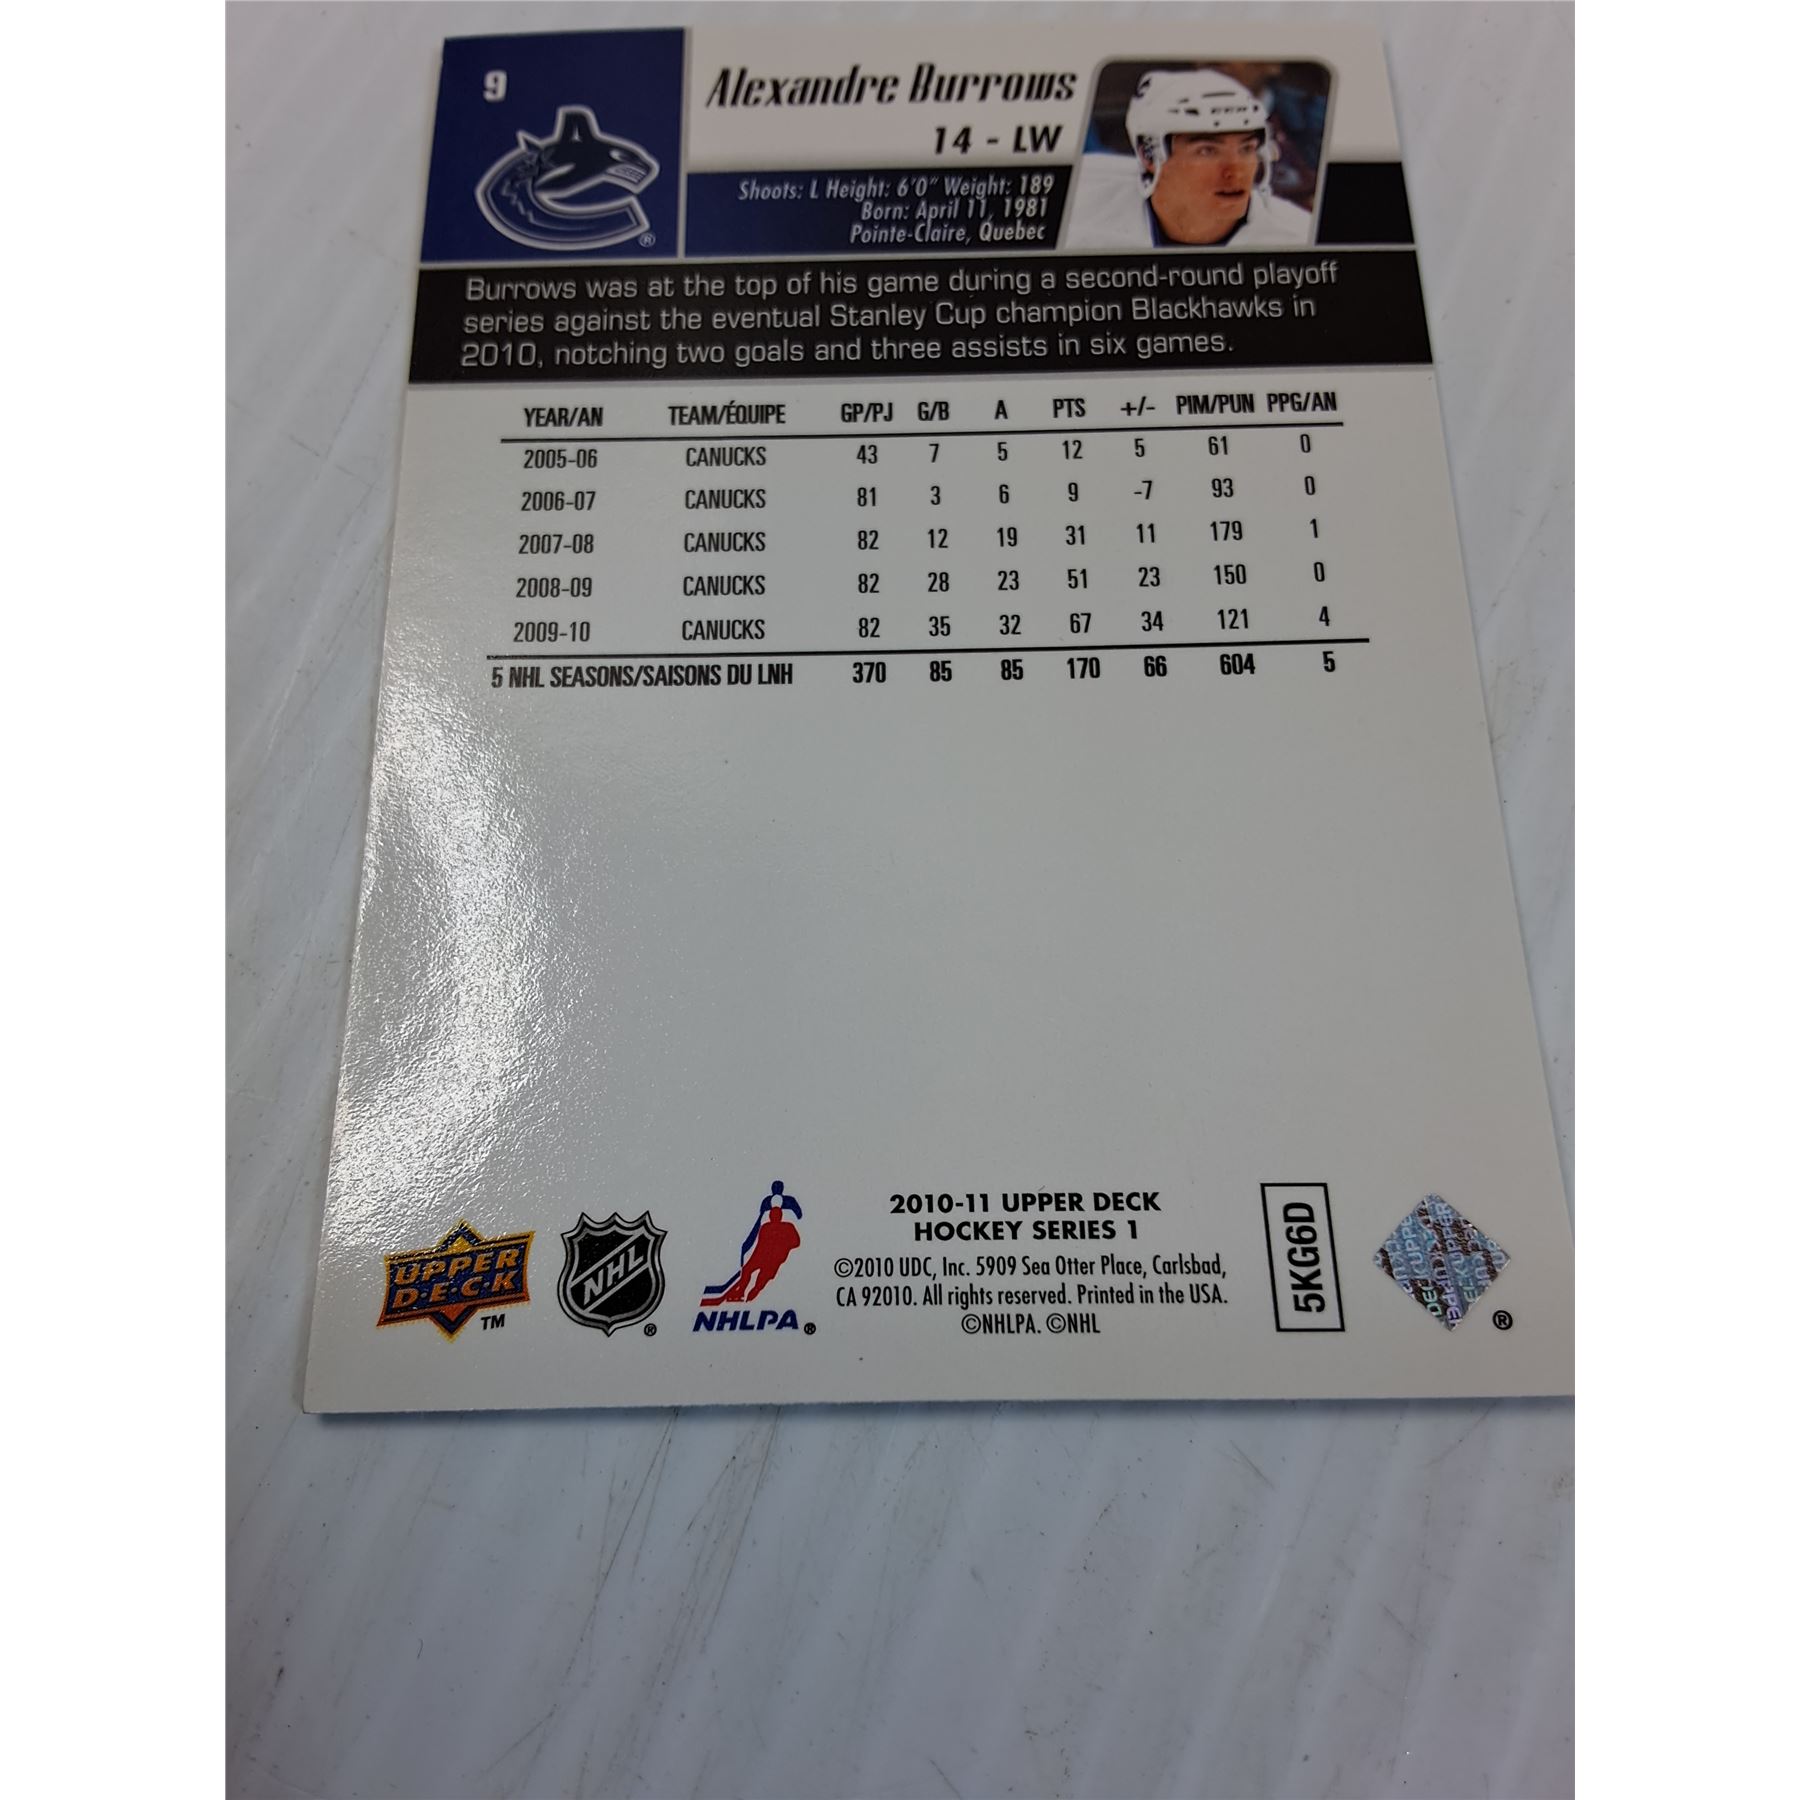 9
Alexandre Burrows
14 - LW
Shoots: L Height: 6'0" Weight: 189
Born: April 11, 1981
Pointe-Claire, Quebec
®
Burrows was at the top of his game during a second-round playoff
series against the eventual Stanley Cup champion Blackhawks in
2010, notching two goals and three assists in six games.
YEAR/AN TEAM/ÉQUIPE GP/PJ G/B A PTS +/- PIM/PUN PPG/AN
2005-06 CANUCKS 43 7 5 12 5 61 0
2006-07 CANUCKS 81 3 6 9 -7 93 0
2007-08 CANUCKS 82 12 19 31 11 179 1
2008-09 CANUCKS 82 28 23 51 23 150 0
2009-10 CANUCKS 82 35 32 67 34 121 4
5 NHL SEASONS/SAISONS DU LNH 370 85 85 170 66 604 5
UPPER
D·E·C·K
TM
NHL
®
NHLPA®
2010-11 UPPER DECK
HOCKEY SERIES 1
©2010 UDC, Inc. 5909 Sea Otter Place, Carlsbad,
CA 92010. All rights reserved. Printed in the USA.
©NHLPA. ©NHL
5KG6D
®